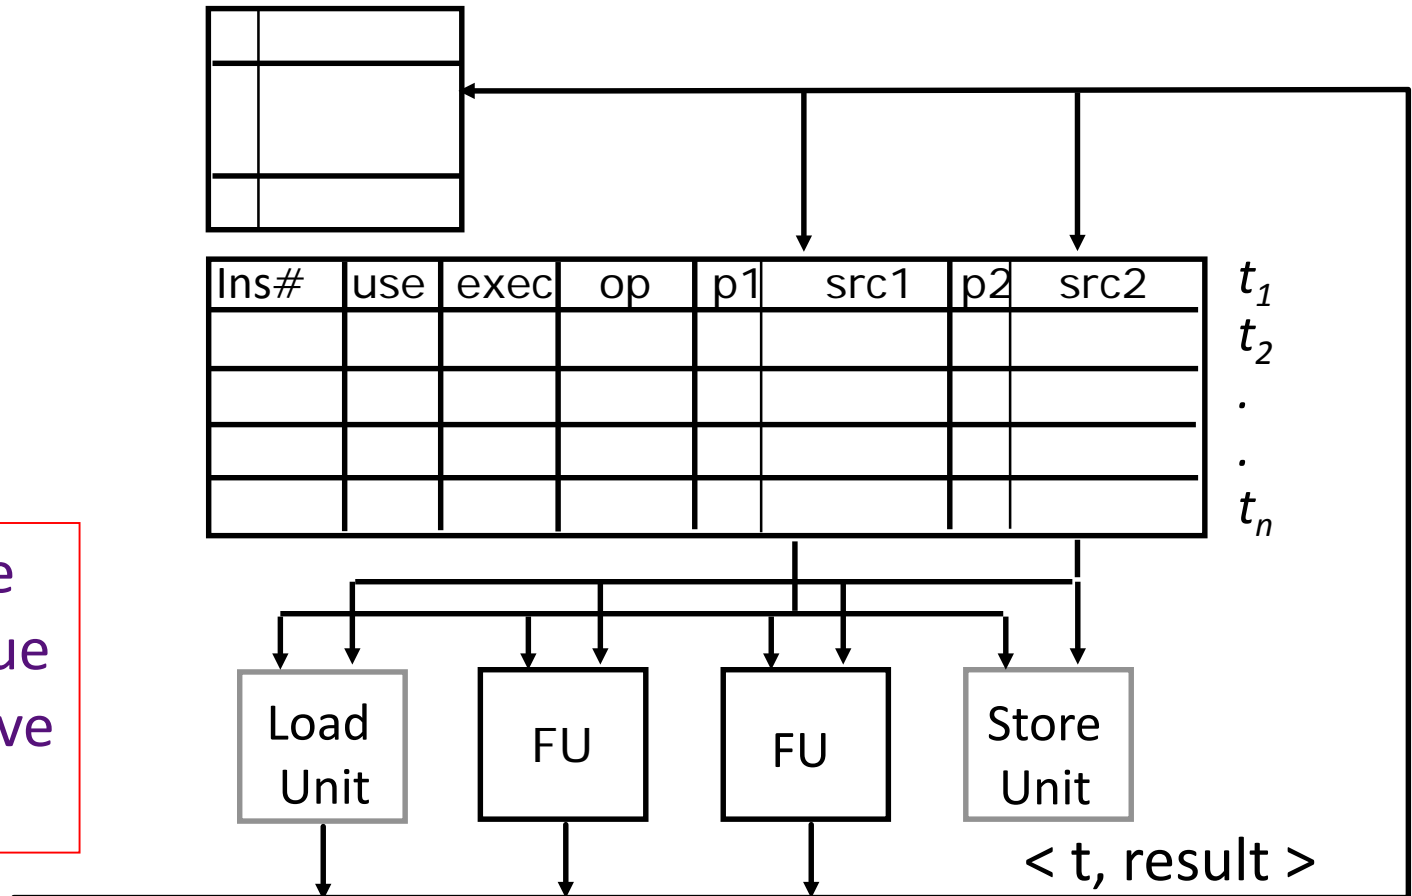 Ins# use exec op p1 src1 p2 src2 t1
t2
.
.
tn
Load
Unit
FU
FU
Store
Unit
< t, result >